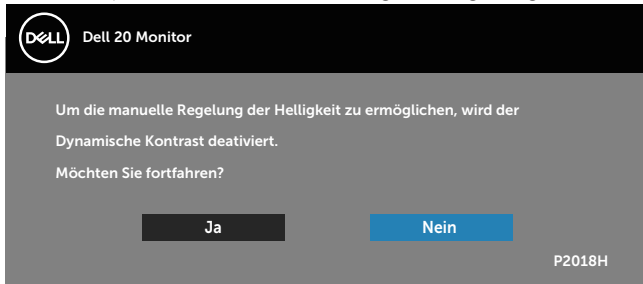 DELL
Dell 20 Monitor
Um die manuelle Regelung der Helligkeit zu ermöglichen, wird der
Dynamische Kontrast deativiert.
Möchten Sie fortfahren?
Ja
Nein
P2018H